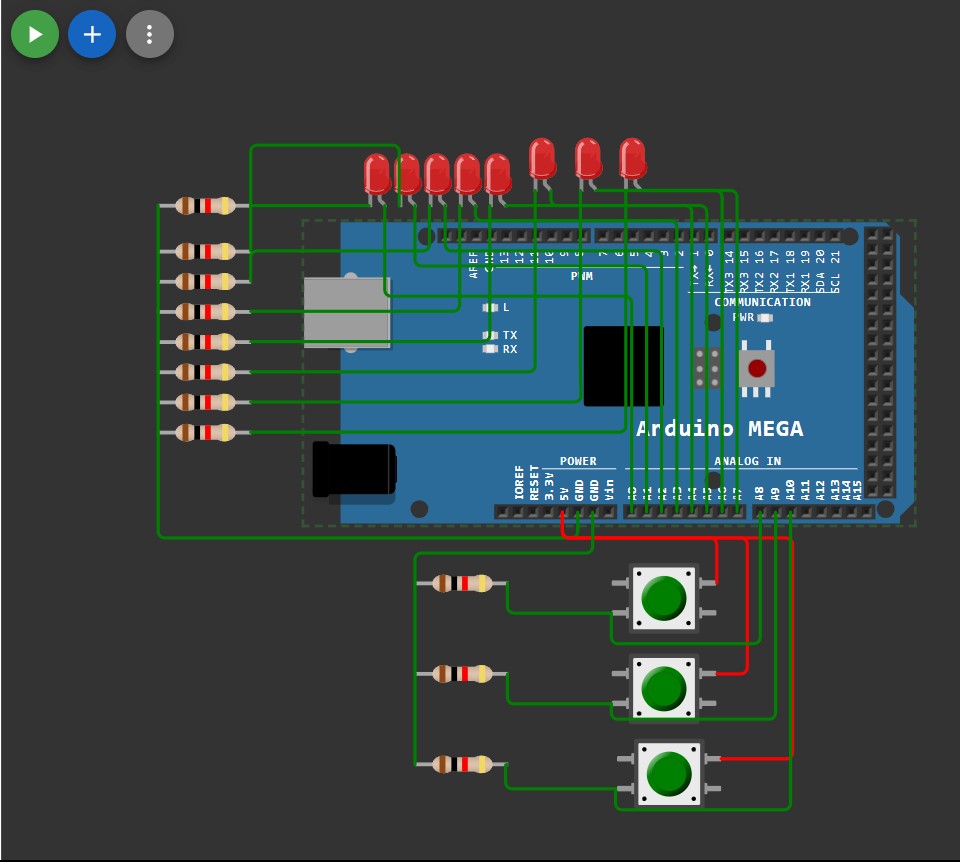 AREF
GND
13
12
11
10
9
8
7
6
5
4
3
2
TX→ 1
RX← 0
TX3 14
RX3 15
TX2 16
RX2 17
TX1 18
RX1 19
SDA 20
SCL 21
PWM
COMMUNICATION
L
PWR
TX
RX
Arduino MEGA
POWER
ANALOG IN
IOREF
RESET
3.3V
5V
GND
GND
Vin
A0
A1
A2
A3
A4
A5
A6
A7
A8
A9
A10
A11
A12
A13
A14
A15